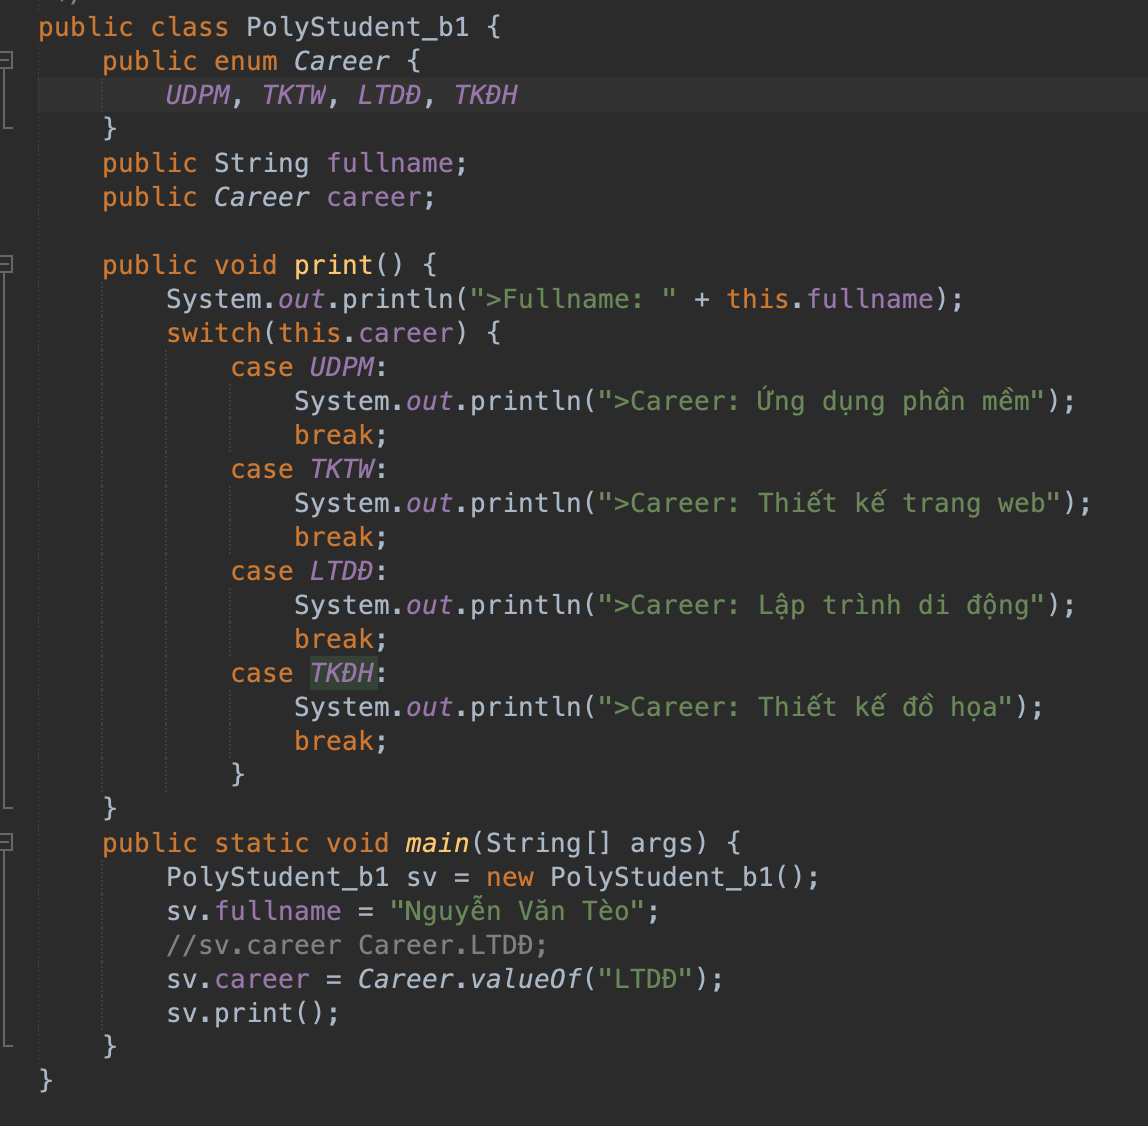 public class PolyStudent_b1 {
    public enum Career {
        UDPM, TKTW, LTDĐ, TKĐH
    }
    public String fullname;
    public Career career;

    public void print() {
        System.out.println(">Fullname: " + this.fullname);
        switch(this.career) {
            case UDPM:
                System.out.println(">Career: Ứng dụng phần mềm");
                break;
            case TKTW:
                System.out.println(">Career: Thiết kế trang web");
                break;
            case LTDĐ:
                System.out.println(">Career: Lập trình di động");
                break;
            case TKĐH:
                System.out.println(">Career: Thiết kế đồ họa");
                break;
            }
    }
    public static void main(String[] args) {
        PolyStudent_b1 sv = new PolyStudent_b1();
        sv.fullname = "Nguyễn Văn Tèo";
        //sv.career Career.LTDĐ;
        sv.career = Career.valueOf("LTDĐ");
        sv.print();
    }
}